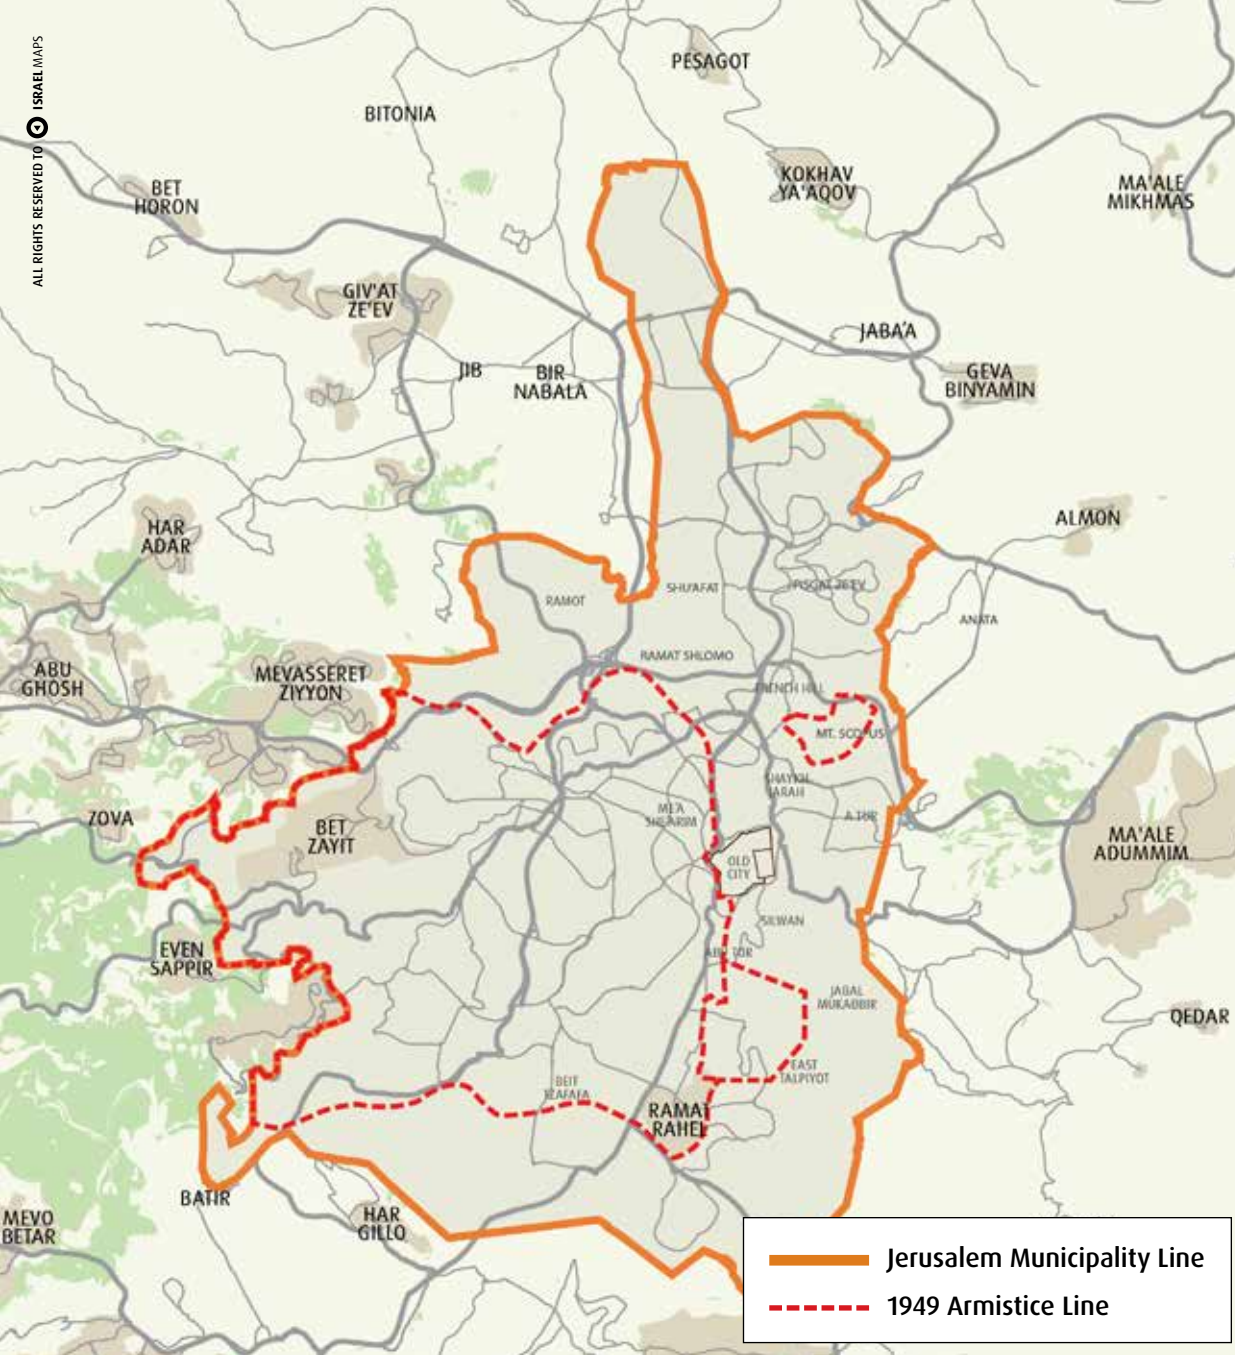 ALL RIGHTS RESERVED TO ISRAEL MAPS
PESAGOT
BITONIA
BET
HORON
KOKHAV
YA'AQOV
MA'ALE
MIKHMAS
GIV'AT
ZE'EV
JABA'A
JIB
BIR
NABALA
GEVA
BINYAMIN
HAR
ADAR
ALMON
SHU'AFAT
PISGAT ZE'EV
RAMOT
ANATA
RAMAT SHLOMO
ABU
GHOSH
MEVASSERET
ZIYYON
FRENCH HILL
MT. SCOPUS
SHAYKH
JARAH
ZOVA
BET
ZAYIT
ME'A
SHE'ARIM
A-TUR
MA'ALE
ADUMMIM
OLD
CITY
SILWAN
EVEN
SAPPIR
ABU TOR
JABAL
MUKABBIR
QEDAR
EAST
TALPIYOT
BEIT
TZAFAFA
RAMAT
RAHEL
BATIR
MEVO
BETAR
HAR
GILLO
Jerusalem Municipality Line
1949 Armistice Line